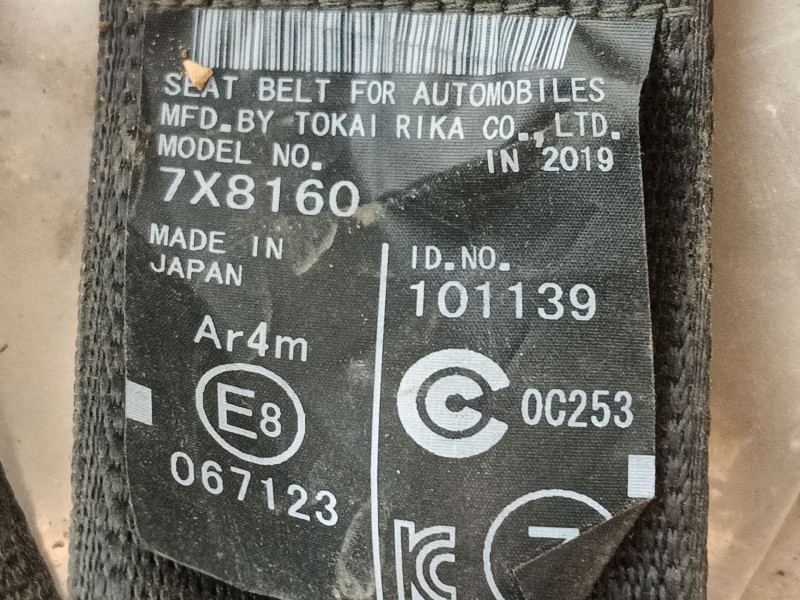 SEAT BELT FOR AUTOMOBILES
MFD.BY TOKAI RIKA CO., LTD.
MODEL NO. IN 2019
7X8160
MADE IN
JAPAN
ID.NO.
101139
Ar4m
E8
067123
0C253